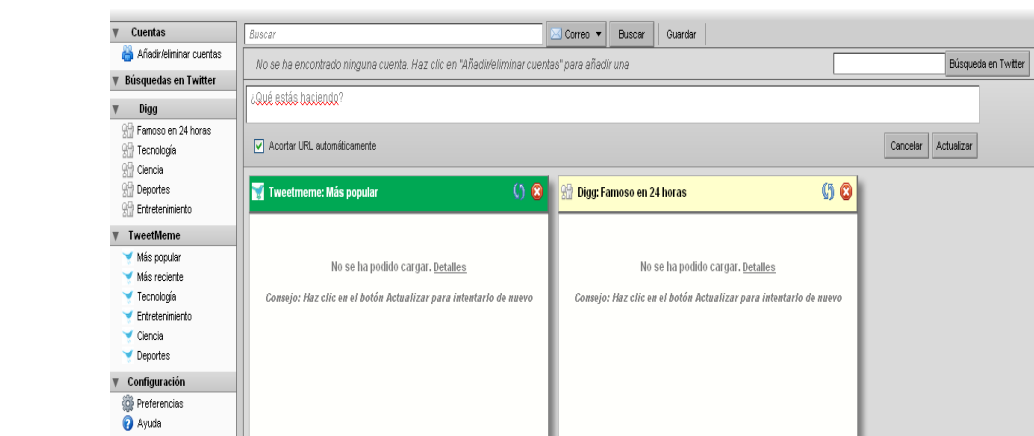 Cuentas
Añadir/eliminar cuentas
Búsquedas en Twitter
Digg
Famoso en 24 horas
Tecnología
Ciencia
Deportes
Entretenimiento
TweetMeme
Más popular
Más reciente
Tecnología
Entretenimiento
Ciencia
Deportes
Configuración
Preferencias
Ayuda
Buscar
Correo
Buscar
Guardar
No se ha encontrado ninguna cuenta. Haz clic en "Añadir/eliminar cuentas" para añadir una
Búsqueda en Twitter
¿Qué estás haciendo?
Acortar URL automáticamente
Cancelar
Actualizar
Tweetmeme: Más popular
No se ha podido cargar. Detalles
Consejo: Haz clic en el botón Actualizar para intentarlo de nuevo
Digg: Famoso en 24 horas
No se ha podido cargar. Detalles
Consejo: Haz clic en el botón Actualizar para intentarlo de nuevo